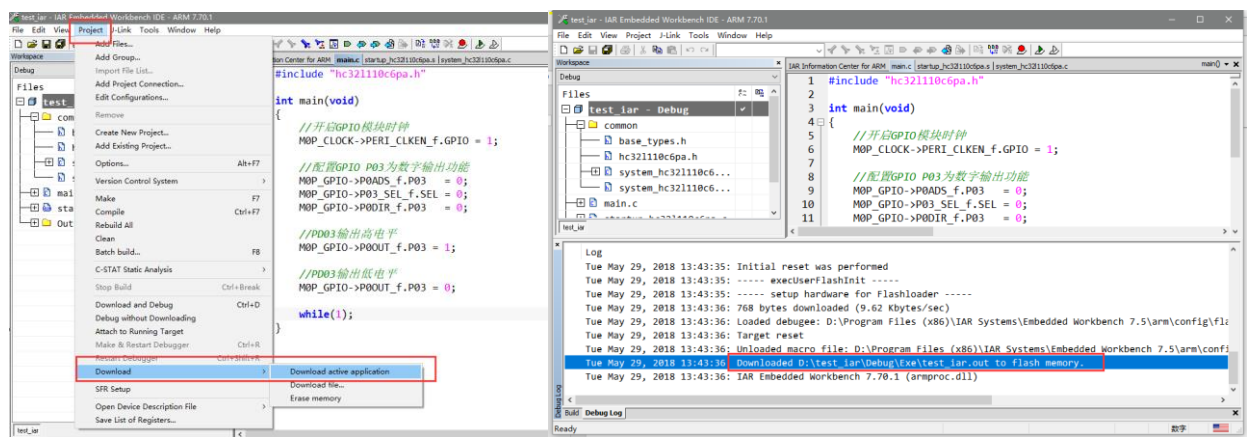 test_iar - IAR Embedded Workbench IDE - ARM 7.70.1
File Edit View Project J-Link Tools Window Help
Workspace
Debug
Files
test_
com
mai
sta
Out
test_iar
Add Files...
Add Group...
Import File List...
Add Project Connection...
Edit Configurations...
Remove
Create New Project...
Add Existing Project...
Options... Alt+F7
Version Control System
Make F7
Compile Ctrl+F7
Rebuild All
Clean
Batch build... F8
C-STAT Static Analysis
Stop Build Ctrl+Break
Download and Debug Ctrl+D
Debug without Downloading
Attach to Running Target
Make & Restart Debugger Ctrl+R
Restart Debugger Ctrl+Shift+R
Download
SFR Setup
Open Device Description File
Save List of Registers...
Download active application
Download file...
Erase memory
tion Center for ARM main.c startup_hc32l110c6pa.s system_hc32l110c6pa.c
#include "hc32l110c6pa.h"
int main(void)
{
//开启GPIO模块时钟
M0P_CLOCK->PERI_CLKEN_f.GPIO = 1;
//配置GPIO P03为数字输出功能
M0P_GPIO->P0ADS_f.P03 = 0;
M0P_GPIO->P03_SEL_f.SEL = 0;
M0P_GPIO->P0DIR_f.P03 = 0;
//PD03输出高电平
M0P_GPIO->P0OUT_f.P03 = 1;
//PD03输出低电平
M0P_GPIO->P0OUT_f.P03 = 0;
while(1);
}
test_iar - IAR Embedded Workbench IDE - ARM 7.70.1
File Edit View Project J-Link Tools Window Help
Workspace
Debug
Files
test_iar - Debug
common
base_types.h
hc32l110c6pa.h
system_hc32l110c6...
system_hc32l110c6...
main.c
startup_hc32l110c6pa.s
test_iar
IAR Information Center for ARM main.c startup_hc32l110c6pa.s system_hc32l110c6pa.c main()
1 #include "hc32l110c6pa.h"
2
3 int main(void)
4 {
5 //开启GPIO模块时钟
6 M0P_CLOCK->PERI_CLKEN_f.GPIO = 1;
7
8 //配置GPIO P03为数字输出功能
9 M0P_GPIO->P0ADS_f.P03 = 0;
10 M0P_GPIO->P03_SEL_f.SEL = 0;
11 M0P_GPIO->P0DIR_f.P03 = 0;
Log
Tue May 29, 2018 13:43:35: Initial reset was performed
Tue May 29, 2018 13:43:35: ----- execUserFlashInit -----
Tue May 29, 2018 13:43:35: ----- setup hardware for Flashloader -----
Tue May 29, 2018 13:43:36: 768 bytes downloaded (9.62 Kbytes/sec)
Tue May 29, 2018 13:43:36: Loaded debugee: D:\Program Files (x86)\IAR Systems\Embedded Workbench 7.5\arm\config\fla
Tue May 29, 2018 13:43:36: Target reset
Tue May 29, 2018 13:43:36: Unloaded macro file: D:\Program Files (x86)\IAR Systems\Embedded Workbench 7.5\arm\confi
Tue May 29, 2018 13:43:36: Downloaded D:\test_iar\Debug\Exe\test_iar.out to flash memory.
Tue May 29, 2018 13:43:36: IAR Embedded Workbench 7.70.1 (armproc.dll)
Debug Log
Build Debug Log
Ready 数字